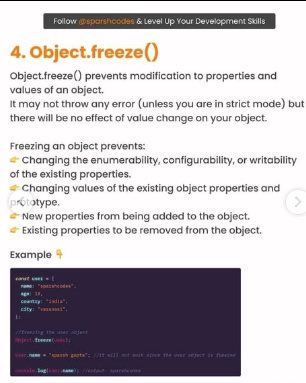 Follow @sparshcodes & Level Up Your Development Skills
4. Object.freeze()
Object.freeze() prevents modification to properties and
values of an object.
It may not throw any error (unless you are in strict mode) but
there will be no effect of value change on your object.
Freezing an object prevents:
👉 Changing the enumerability, configurability, or writability
of the existing properties.
👉 Changing values of the existing object properties and
prototype.
👉 New properties from being added to the object.
👉 Existing properties to be removed from the object.
Example 👇
const user = {
name: "sparshcodes",
age: 19,
country: "india",
city: "varanasi",
};
//freezing the user object
Object.freeze(user);
user.name = "sparsh gupta"; //it will not work since the user object is freezed
console.log(user.name); //output- sparshcodes